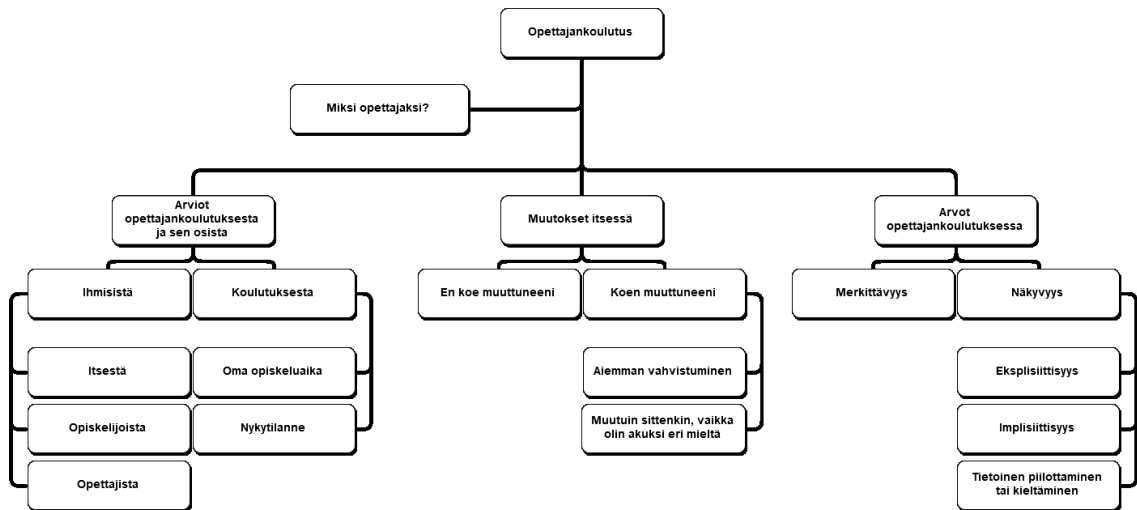 Opettajankoulutus
Miksi opettajaksi?
Arviot
opettajankoulutuksesta
ja sen osista
Muutokset itsessä
Arvot
opettajankoulutuksessa
Ihmisistä
Koulutuksesta
En koe muuttuneeni
Koen muuttuneeni
Merkittävyys
Näkyvyys
Itsestä
Oma opiskeluaika
Aiemman vahvistuminen
Eksplisiittisyys
Opiskelijoista
Nykytilanne
Muutuin sittenkin, vaikka
olin akuksi eri mieltä
Implisiittisyys
Opettajista
Tietoinen piilottaminen
tai kieltäminen